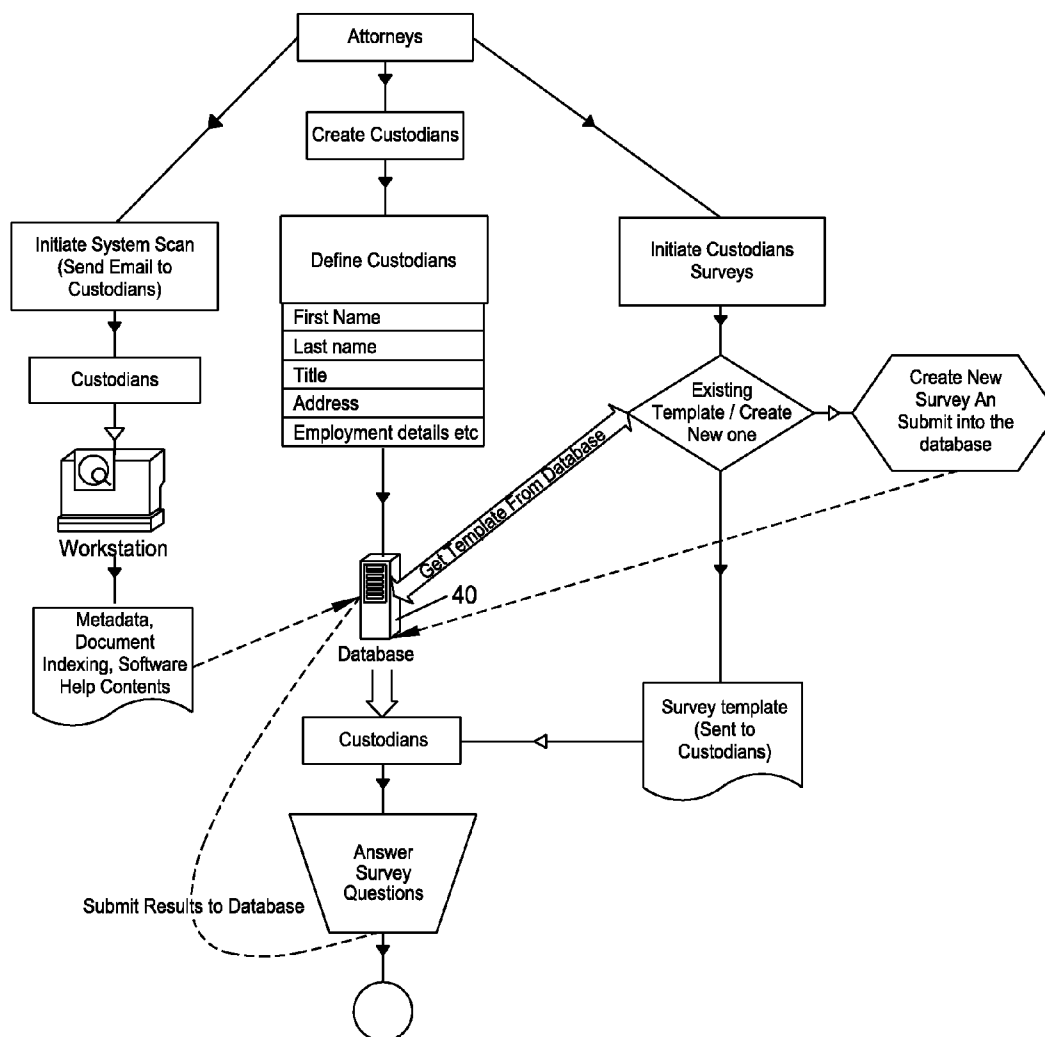 Attorneys
Create Custodians
Initiate System Scan
(Send Email to
Custodians)
Define Custodians
First Name
Last name
Title
Address
Employment details etc
Initiate Custodians
Surveys
Custodians
Existing
Template / Create
New one
Create New
Survey An
Submit into the
database
Get Template From Database
Workstation
40
Metadata,
Document
Indexing, Software
Help Contents
Database
Survey template
(Sent to
Custodians)
Custodians
Answer
Survey
Questions
Submit Results to Database